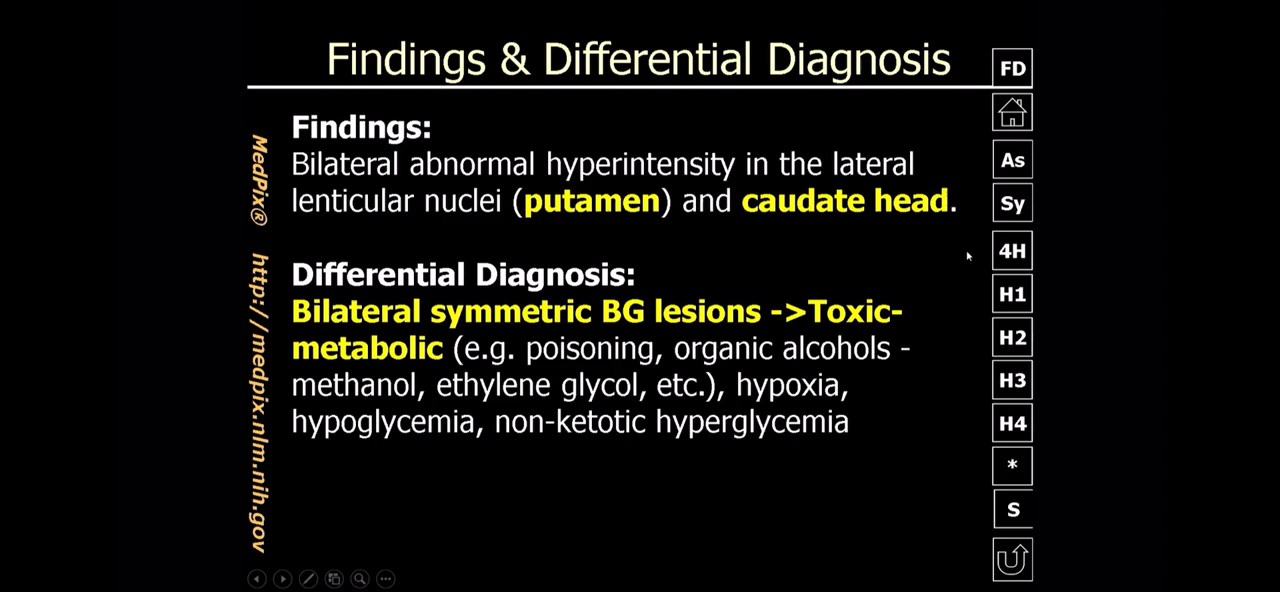 Findings & Differential Diagnosis
Findings:
Bilateral abnormal hyperintensity in the lateral
lenticular nuclei (putamen) and caudate head.
Differential Diagnosis:
Bilateral symmetric BG lesions ->Toxic-
metabolic (e.g. poisoning, organic alcohols -
methanol, ethylene glycol, etc.), hypoxia,
hypoglycemia, non-ketotic hyperglycemia
MedPix® http://medpix.nlm.nih.gov
FD
As
Sy
4H
H1
H2
H3
H4
*
S